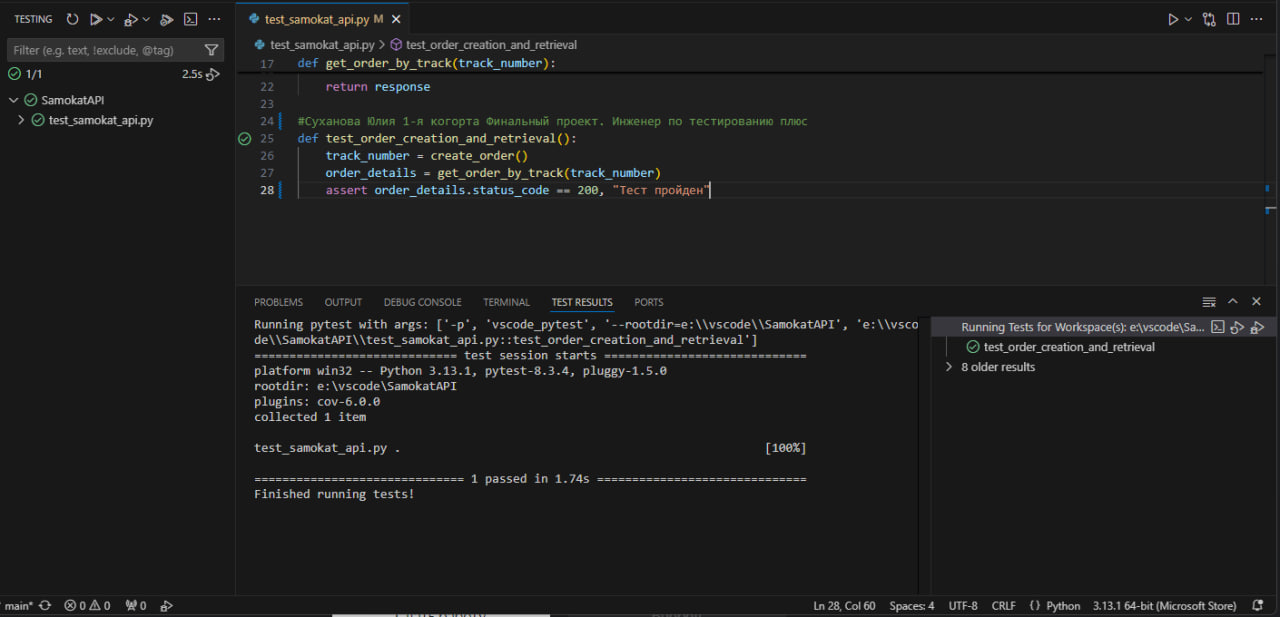 TESTING
Filter (e.g. text, !exclude, @tag)
1/1 2.5s
SamokatAPI
test_samokat_api.py
test_samokat_api.py M
test_samokat_api.py > test_order_creation_and_retrieval
17 def get_order_by_track(track_number):
22 return response
23
24 #Суханова Юлия 1-я когорта Финальный проект. Инженер по тестированию плюс
25 def test_order_creation_and_retrieval():
26 track_number = create_order()
27 order_details = get_order_by_track(track_number)
28 assert order_details.status_code == 200, "Тест пройден"
PROBLEMS OUTPUT DEBUG CONSOLE TERMINAL TEST RESULTS PORTS
Running pytest with args: ['-p', 'vscode_pytest', '--rootdir=e:\\vscode\\SamokatAPI', 'e:\\vsco
de\\SamokatAPI\\test_samokat_api.py::test_order_creation_and_retrieval']
============================= test session starts =============================
platform win32 -- Python 3.13.1, pytest-8.3.4, pluggy-1.5.0
rootdir: e:\vscode\SamokatAPI
plugins: cov-6.0.0
collected 1 item
test_samokat_api.py . [100%]
============================== 1 passed in 1.74s ==============================
Finished running tests!
Running Tests for Workspace(s): e:\vscode\Sa...
test_order_creation_and_retrieval
8 older results
main* 0 0 0 Ln 28, Col 60 Spaces: 4 UTF-8 CRLF {} Python 3.13.1 64-bit (Microsoft Store)